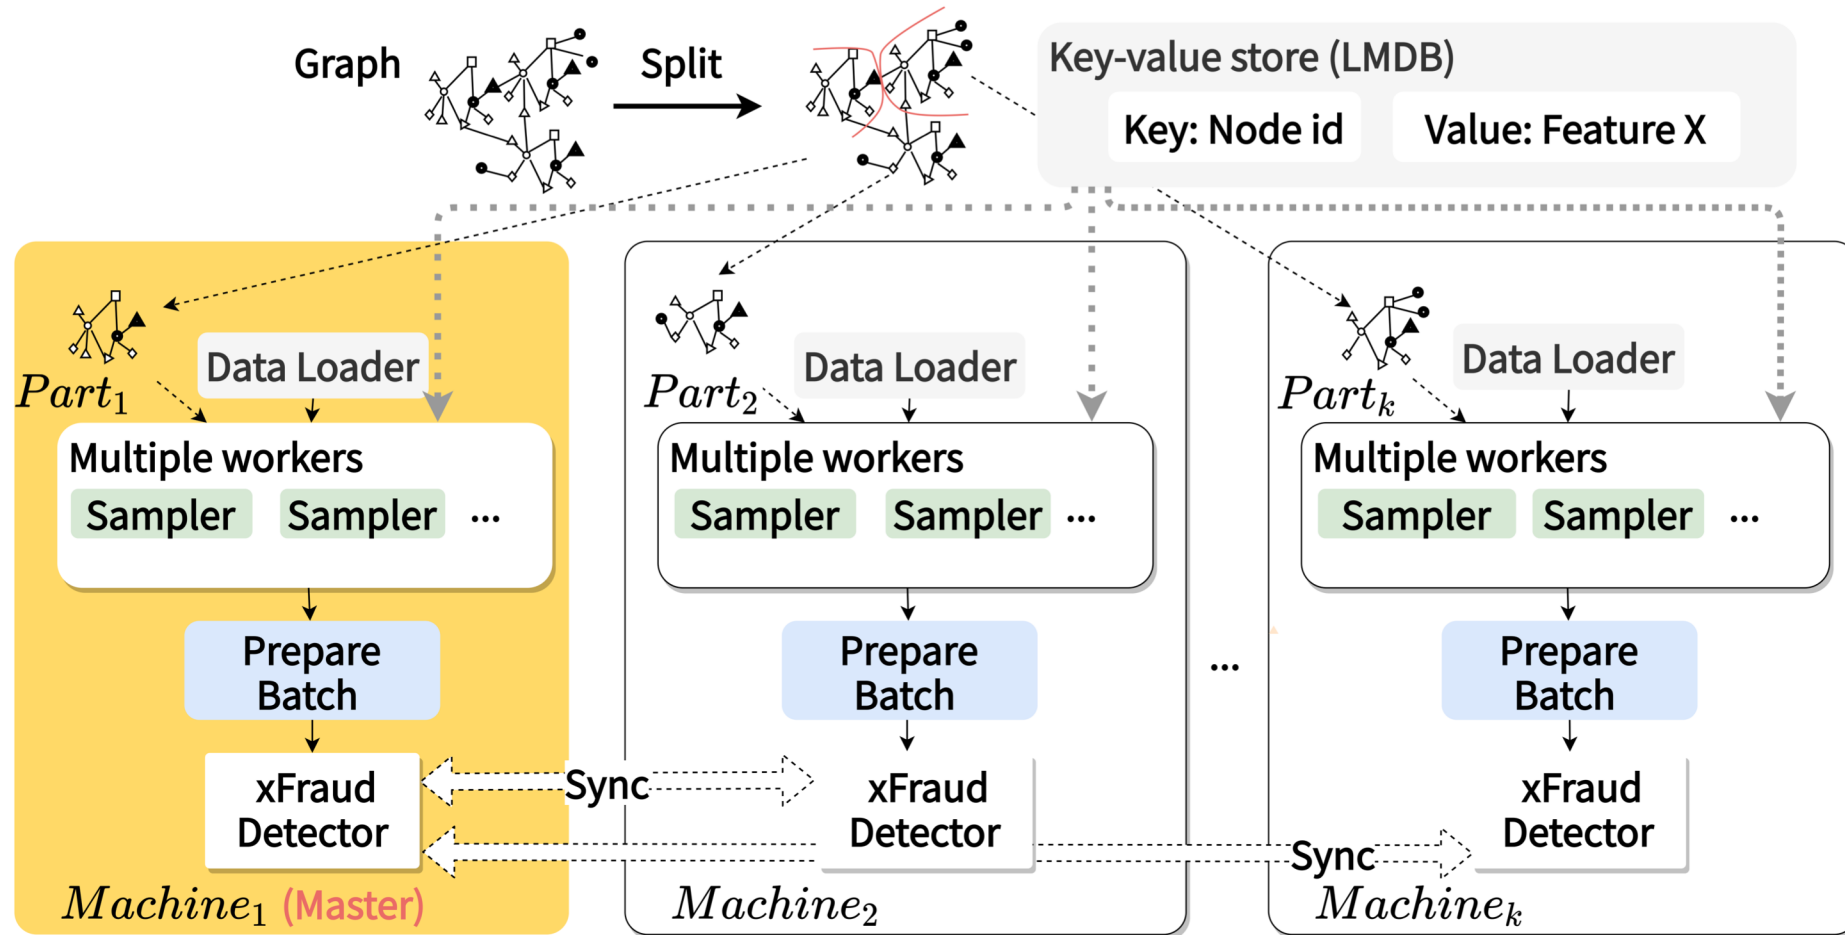 Graph
Split
Key-value store (LMDB)
Key: Node id
Value: Feature X
Part₁
Data Loader
Multiple workers
Sampler Sampler ...
Prepare
Batch
xFraud
Detector
Machine₁ (Master)
Sync
Part₂
Data Loader
Multiple workers
Sampler Sampler ...
Prepare
Batch
xFraud
Detector
Machine₂
...
Sync
Partₖ
Data Loader
Multiple workers
Sampler Sampler ...
Prepare
Batch
xFraud
Detector
Machineₖ